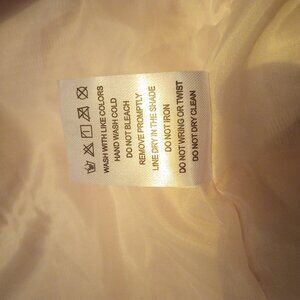 WASH WITH LIKE COLORS
HAND WASH COLD
DO NOT BLEACH
REMOVE PROMPTLY
LINE DRY IN THE SHADE
DO NOT IRON
DO NOT WRING OR TWIST
DO NOT DRY CLEAN